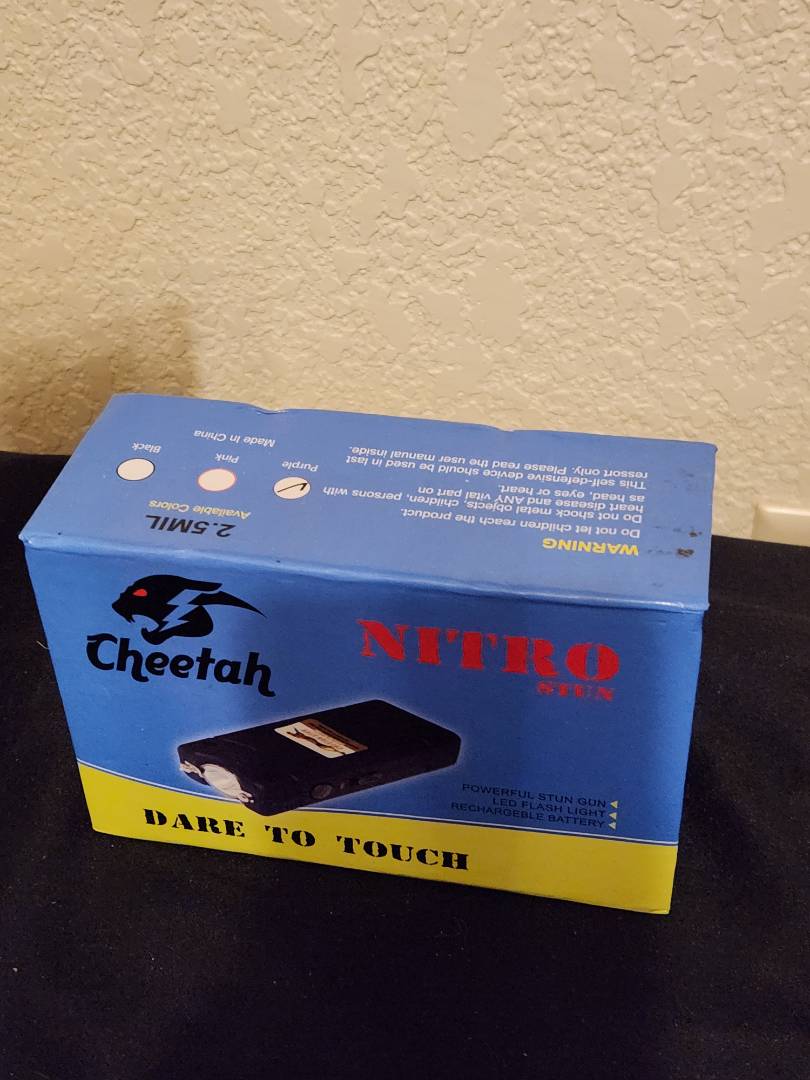 Cheetah
NITRO
STUN
POWERFUL STUN GUN
LED FLASH LIGHT
RECHARGEBLE BATTERY
DARE TO TOUCH
WARNING
Do not let children reach the product.
Do not shock metal objects, children, persons with
heart disease and ANY vital part on
as head, eyes or heart.
This self-defensive device should be used in last
ressort only. Please read the user manual inside.
2.5MIL
Available Colors
Purple
Pink
Black
Made In China